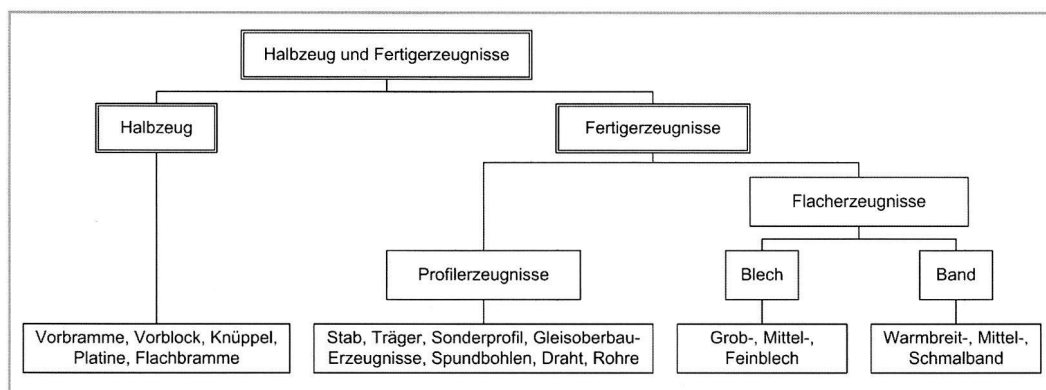 Halbzeug und Fertigerzeugnisse
Halbzeug
Fertigerzeugnisse
Flacherzeugnisse
Profilerzeugnisse
Blech
Band
Vorbramme, Vorblock, Knüppel,
Platine, Flachbramme
Stab, Träger, Sonderprofil, Gleisoberbau-
Erzeugnisse, Spundbohlen, Draht, Rohre
Grob-, Mittel-,
Feinblech
Warmbreit-, Mittel-,
Schmalband